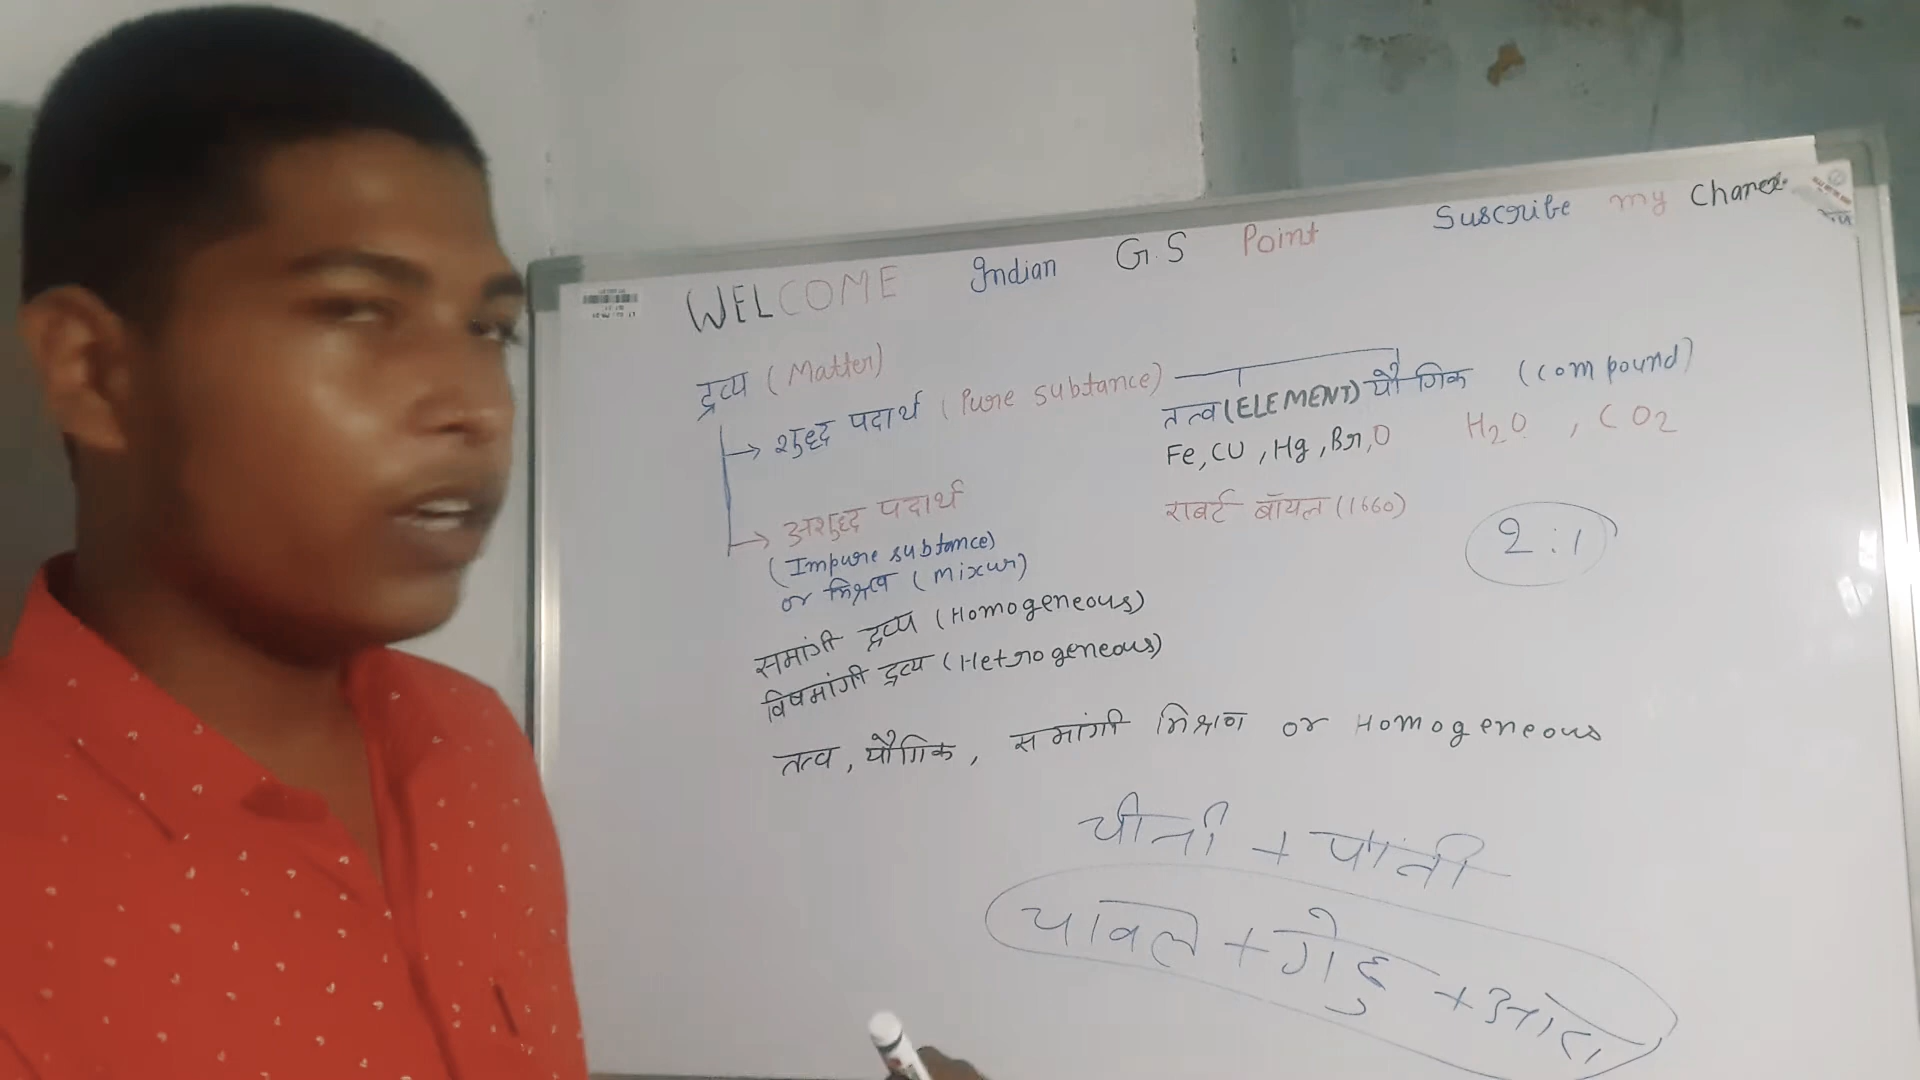 WELCOME Indian G.S Point Suscribe my Chanel
द्रव्य (Matter)
→ शुद्ध पदार्थ (Pure subtance)
तत्व (ELEMENT) यौगिक (compound)
Fe, CU, Hg, Br, O H2O, CO2
→ अशुद्ध पदार्थ
राबर्ट बॉयल (1660)
2:1
(Impure subtance)
or मिश्रण (mixur)
समांगी द्रव्य (Homogeneous)
विषमांगी द्रव्य (Hetrogeneous)
तत्व, यौगिक, समांगी मिश्रण or Homogeneous
चीनी + पानी
चावल + गेहु +